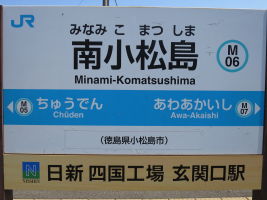 JR
みなみ こ まつ しま
南小松島
Minami-Komatsushima
M
06
M
05
ちゅうでん
Chūden
あわあかいし
Awa-Akaishi
M
07
(徳島県小松島市)
N
NISSHIN
日新 四国工場 玄関口駅